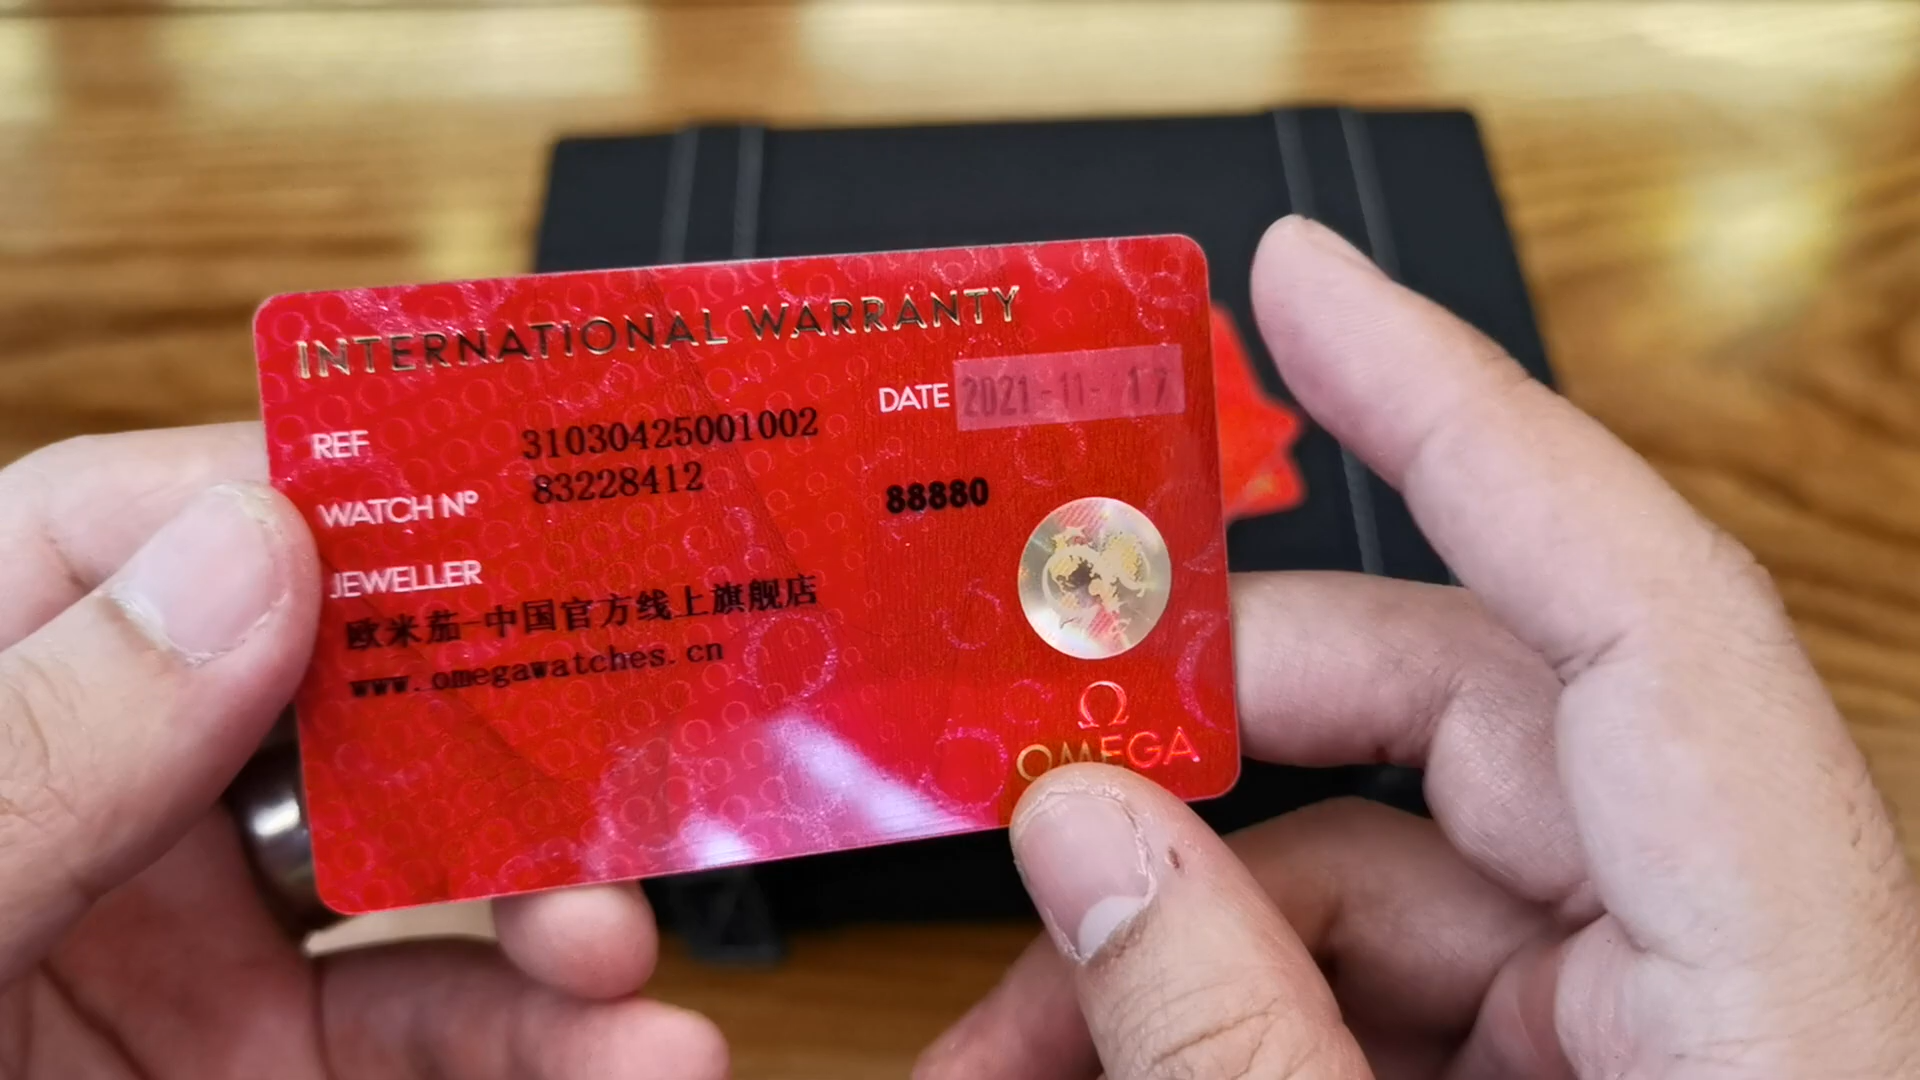 INTERNATIONAL WARRANTY
DATE 2021-11-17
REF 31030425001002
WATCH Nº 83228412
88880
JEWELLER
欧米茄-中国官方线上旗舰店
www.omegawatches.cn
Ω
OMEGA